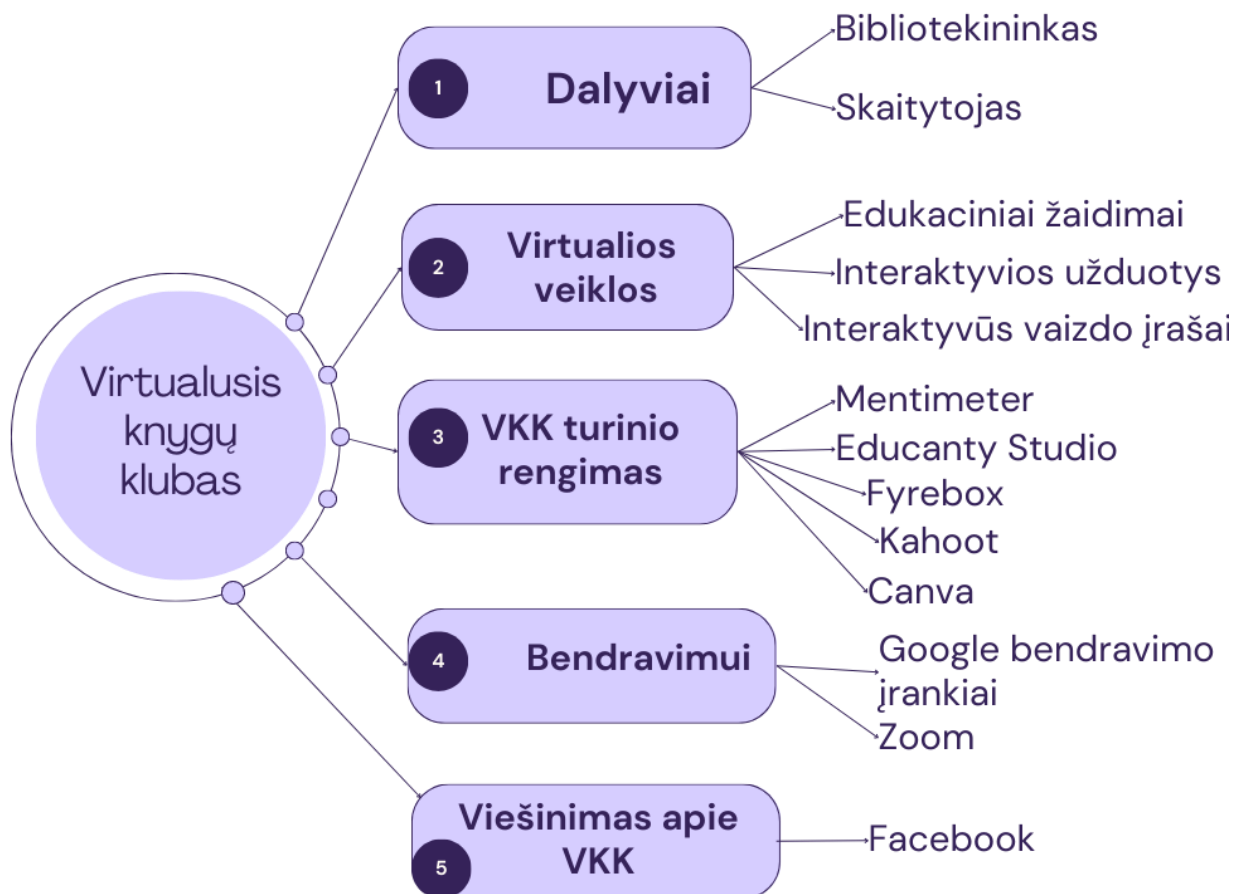 Virtualusis
knygų
klubas
1
Dalyviai
Bibliotekininkas
Skaitytojas
2
Virtualios
veiklos
Edukaciniai žaidimai
Interaktyvios užduotys
Interaktyvūs vaizdo įrašai
3
VKK turinio
rengimas
Mentimeter
Educanty Studio
Fyrebox
Kahoot
Canva
4
Bendravimui
Google bendravimo
įrankiai
Zoom
5
Viešinimas apie
VKK
Facebook